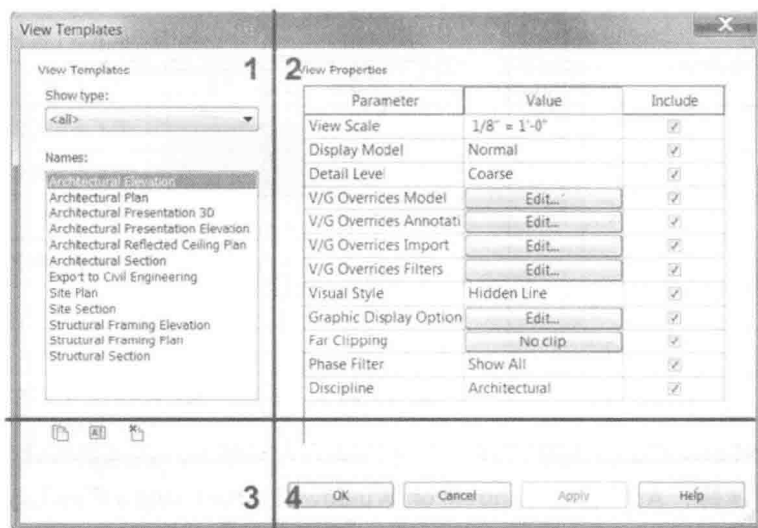 View Templates
X
View Templates
1
Show type:
<all>
Names:
Architectural Elevation
Architectural Plan
Architectural Presentation 3D
Architectural Presentation Elevation
Architectural Reflected Ceiling Plan
Architectural Section
Export to Civil Engineering
Site Plan
Site Section
Structural Framing Elevation
Structural Framing Plan
Structural Section
2
View Properties
Parameter Value Include
View Scale 1/8" = 1'-0"
Display Model Normal
Detail Level Coarse
V/G Overrides Model Edit...
V/G Overrides Annotati Edit...
V/G Overrides Import Edit...
V/G Overrides Filters Edit...
Visual Style Hidden Line
Graphic Display Option Edit...
Far Clipping No clip
Phase Filter Show All
Discipline Architectural
AI
3
4
OK Cancel Apply Help